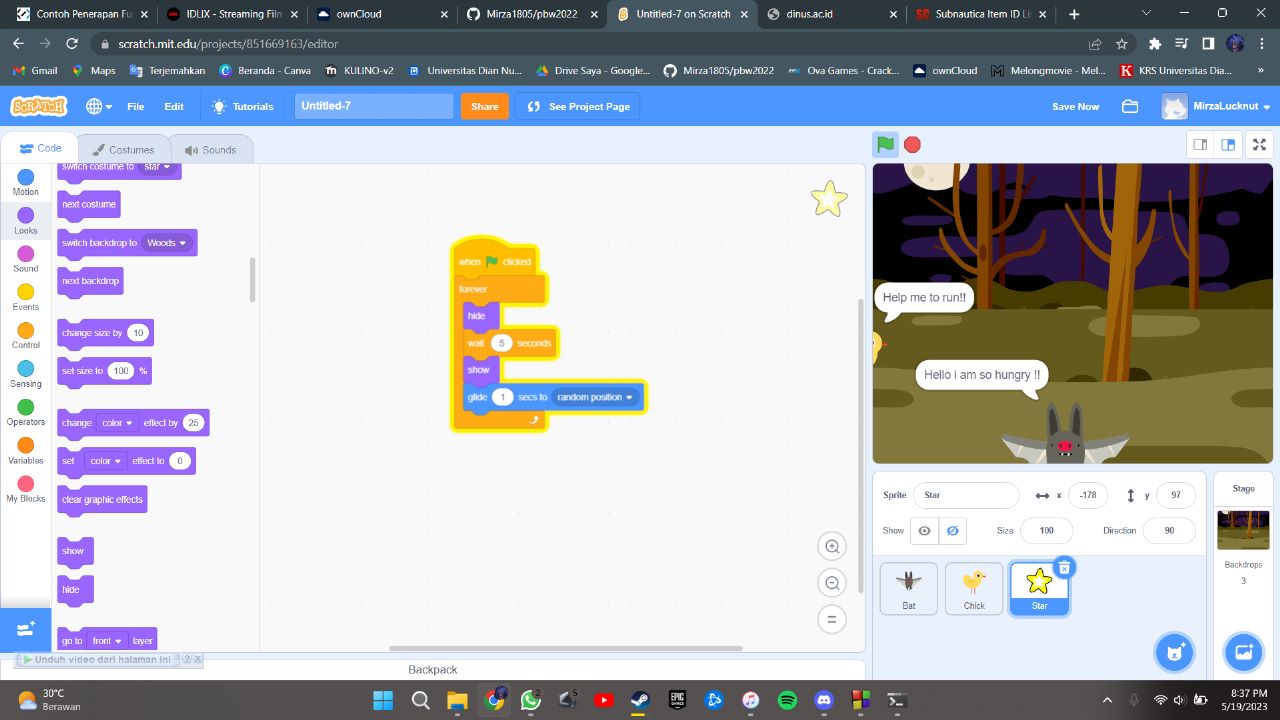 Contoh Penerapan Fu
IDLIX - Streaming Film
ownCloud
Mirza1805/pbw2022
Untitled-7 on Scratch
dinus.ac.id
Subnautica Item ID Lis
scratch.mit.edu/projects/851669163/editor
Gmail
Maps
Terjemahkan
Beranda - Canva
KULINO-v2
Universitas Dian Nu...
Drive Saya - Google...
Mirza1805/pbw2022
Ova Games - Crack...
ownCloud
Melongmovie - Mel...
KRS Universitas Dia...
»
SCRATCH
File
Edit
Tutorials
Untitled-7
Share
See Project Page
Save Now
MirzaLucknut
Code
Costumes
Sounds
Motion
Looks
Sound
Events
Control
Sensing
Operators
Variables
My Blocks
switch costume to star
next costume
switch backdrop to Woods
next backdrop
change size by 10
set size to 100 %
change color effect by 25
set color effect to 0
clear graphic effects
show
hide
go to front layer
when clicked
forever
hide
wait 5 seconds
show
glide 1 secs to random position
Help me to run!!
Hello i am so hungry !!
Sprite Star x -178 y 97
Show Size 100 Direction 90
Bat
Chick
Star
Stage
Backdrops
3
Unduh video dari halaman ini ? X
Backpack
30°C
Berawan
2
5
EPIC GAMES
8:37 PM
5/19/2023